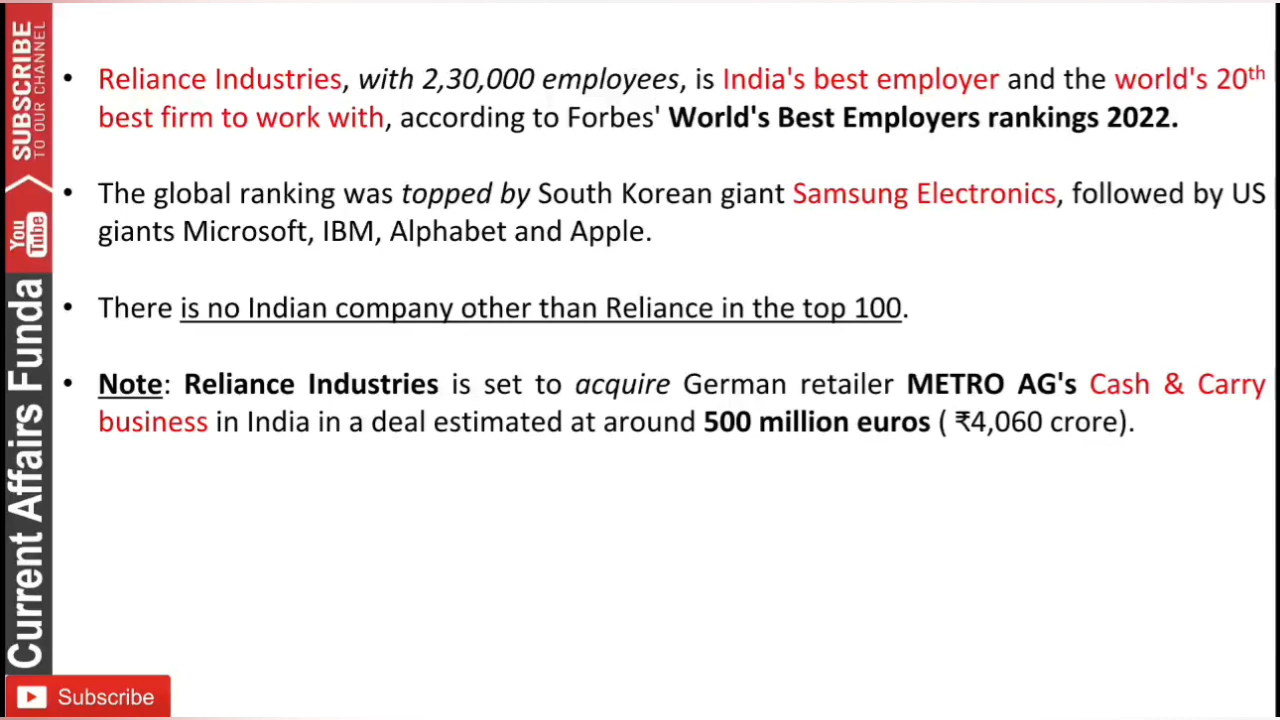 Reliance Industries, with 2,30,000 employees, is India's best employer and the world's 20th
best firm to work with, according to Forbes' World's Best Employers rankings 2022.
The global ranking was topped by South Korean giant Samsung Electronics, followed by US
giants Microsoft, IBM, Alphabet and Apple.
There is no Indian company other than Reliance in the top 100.
Note: Reliance Industries is set to acquire German retailer METRO AG's Cash & Carry
business in India in a deal estimated at around 500 million euros ( ₹4,060 crore).
SUBSCRIBE
TO OUR CHANNEL
You
Tube
Current Affairs Funda
Subscribe